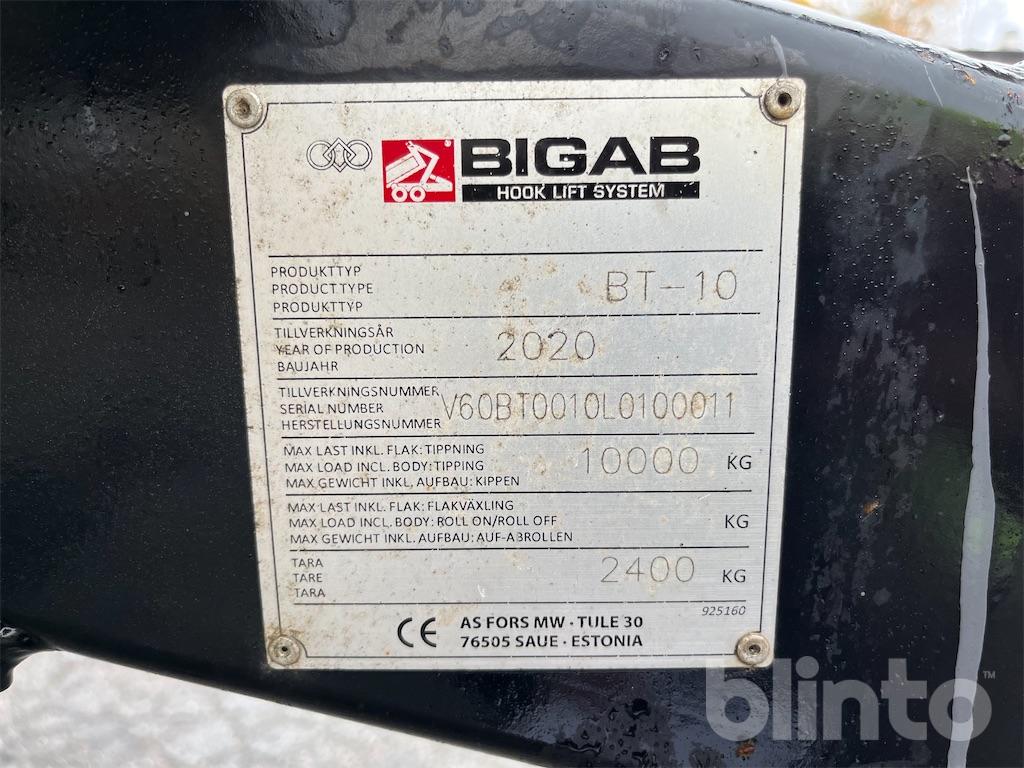 BIGAB
HOOK LIFT SYSTEM
PRODUKTTYP
PRODUCT TYPE
PRODUKTTYP
BT-10
TILLVERKNINGSÅR
YEAR OF PRODUCTION
BAUJAHR
2020
TILLVERKNINGSNUMMER
SERIAL NUMBER
HERSTELLUNGSNUMMER
V60BT0010L0100011
MAX LAST INKL. FLAK: TIPPNING
MAX LOAD INCL. BODY: TIPPING
MAX GEWICHT INKL, AUFBAU: KIPPEN
10000 KG
MAX LAST INKL. FLAK: FLAKVÄXLING
MAX LOAD INCL. BODY: ROLL ON/ROLL OFF
MAX GEWICHT INKL. AUFBAU: AUF-ABROLLEN
KG
TARA
TARE
TARA
2400 KG
925160
CE
AS FORS MW · TULE 30
76505 SAUE · ESTONIA
blinto™